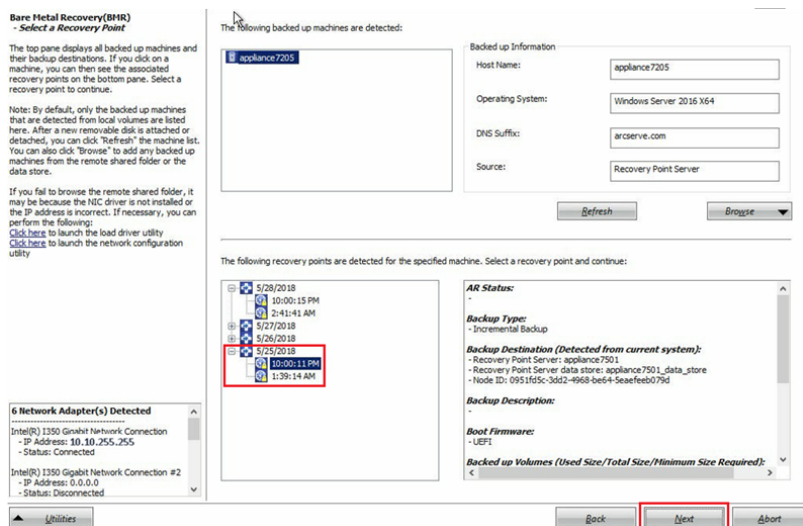 Bare Metal Recovery(BMR)
- Select a Recovery Point
The top pane displays all backed up machines and
their backup destinations. If you click on a
machine, you can then see the associated
recovery points on the bottom pane. Select a
recovery point to continue.
Note: By default, only the backed up machines
that are detected from local volumes are listed
here. After a new removable disk is attached or
detached, you can click "Refresh" the machine list.
You can also click "Browse" to add any backed up
machines from the remote shared folder or the
data store.
If you fail to browse the remote shared folder, it
may be because the NIC driver is not installed or
the IP address is incorrect. If necessary, you can
perform the following:
Click here to launch the load driver utility
Click here to launch the network configuration
utility
6 Network Adapter(s) Detected
Intel(R) I350 Gigabit Network Connection
- IP Address: 10.10.255.255
- Status: Connected
Intel(R) I350 Gigabit Network Connection #2
- IP Address: 0.0.0.0
- Status: Disconnected
The following backed up machines are detected:
appliance7205
Backed up Information
Host Name: appliance7205
Operating System: Windows Server 2016 X64
DNS Suffix: arcserve.com
Source: Recovery Point Server
Refresh Browse
The following recovery points are detected for the specified machine. Select a recovery point and continue:
5/28/2018
10:00:15 PM
2:41:41 AM
5/27/2018
5/26/2018
5/25/2018
10:00:11 PM
1:39:14 AM
AR Status:
-
Backup Type:
- Incremental Backup
Backup Destination (Detected from current system):
- Recovery Point Server: appliance7501
- Recovery Point Server data store: appliance7501_data_store
- Node ID: 0951fd5c-3dd2-4968-be64-5eaefeeb079d
Backup Description:
-
Boot Firmware:
- UEFI
Backed up Volumes (Used Size/Total Size/Minimum Size Required):
Utilities Back Next Abort